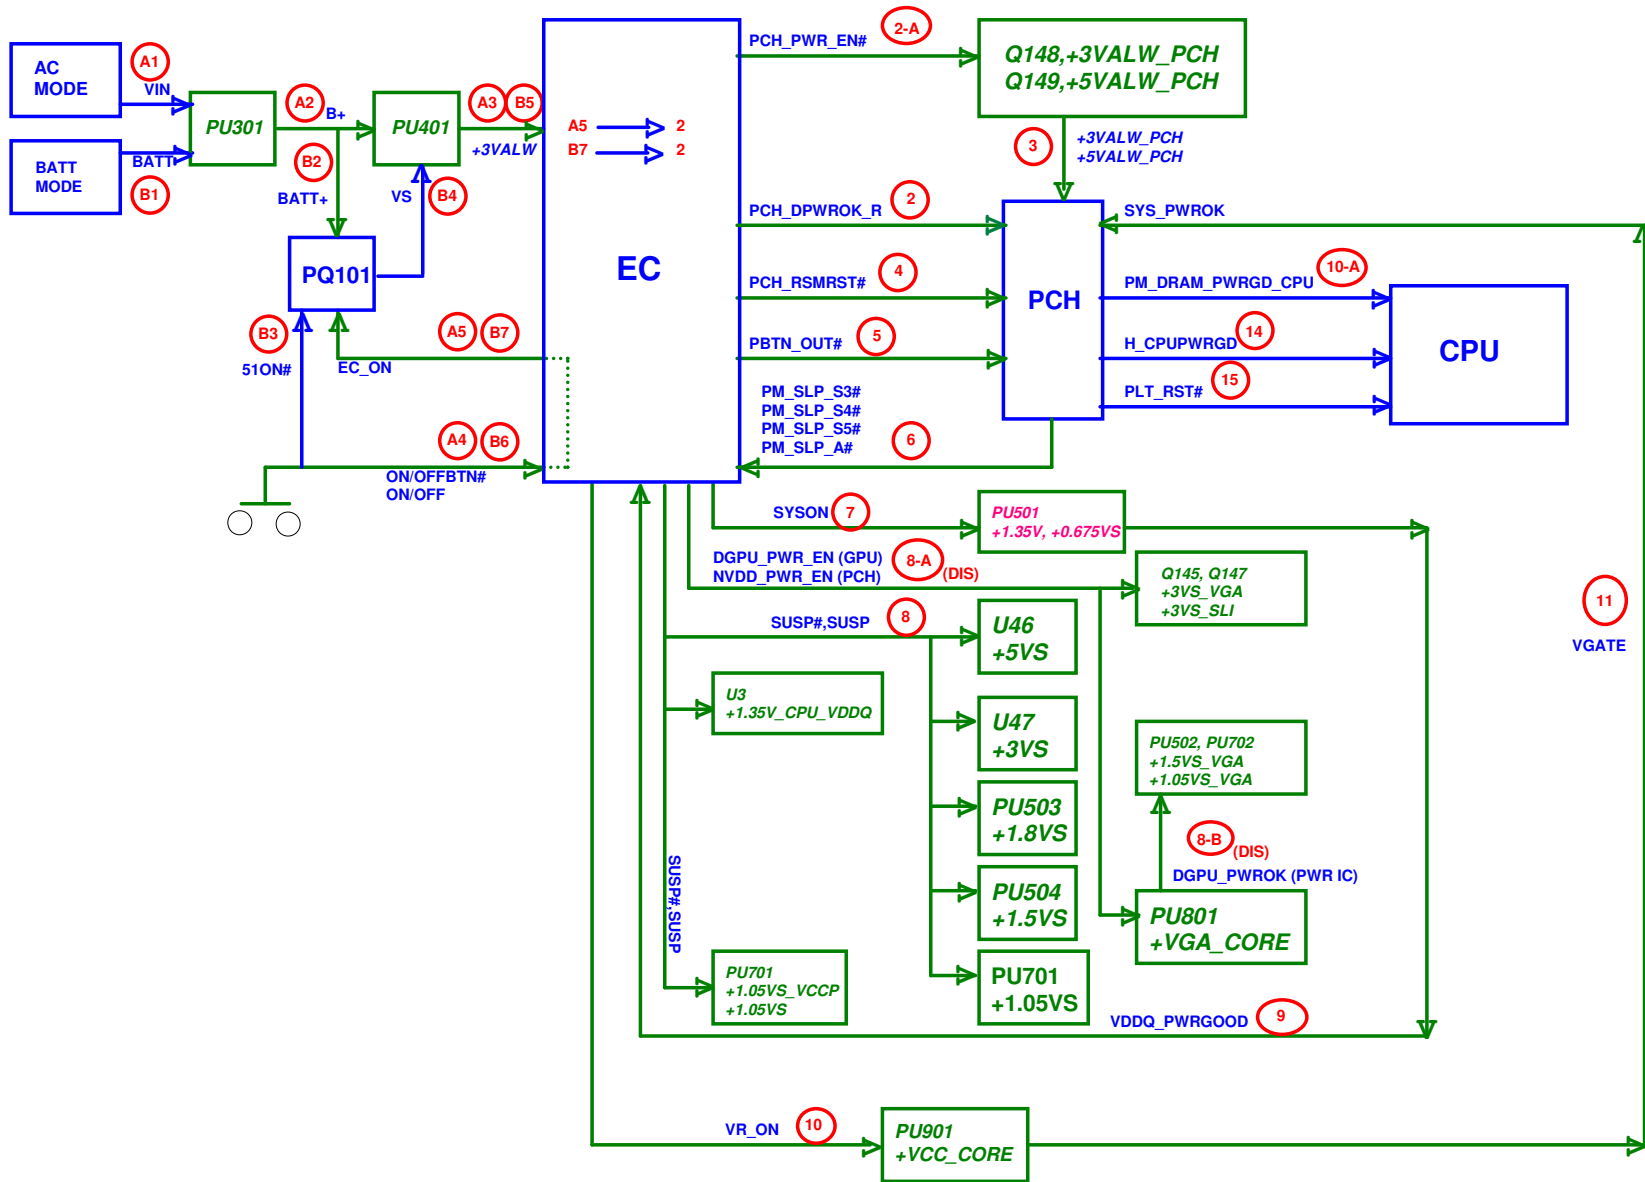 AC
MODE
A1
VIN
BATT
MODE
BATT
B1
PU301
A2
B+
B2
BATT+
PU401
A3
B5
+3VALW
VS
B4
PQ101
B3
51ON#
A5
B7
EC_ON
A4
B6
ON/OFFBTN#
ON/OFF
EC
A5
2
B7
2
PCH_PWR_EN#
2-A
Q148,+3VALW_PCH
Q149,+5VALW_PCH
3
+3VALW_PCH
+5VALW_PCH
PCH_DPWROK_R
2
PCH_RSMRST#
4
PBTN_OUT#
5
PM_SLP_S3#
PM_SLP_S4#
PM_SLP_S5#
PM_SLP_A#
6
PCH
SYS_PWROK
PM_DRAM_PWRGD_CPU
10-A
H_CPUPWRGD
14
PLT_RST#
15
CPU
SYSON
7
PU501
+1.35V, +0.675VS
DGPU_PWR_EN (GPU)
NVDD_PWR_EN (PCH)
8-A
(DIS)
Q145, Q147
+3VS_VGA
+3VS_SLI
SUSP#,SUSP
8
U46
+5VS
U3
+1.35V_CPU_VDDQ
U47
+3VS
PU502, PU702
+1.5VS_VGA
+1.05VS_VGA
PU503
+1.8VS
8-B
(DIS)
DGPU_PWROK (PWR IC)
SUSP#,SUSP
PU504
+1.5VS
PU801
+VGA_CORE
PU701
+1.05VS_VCCP
+1.05VS
PU701
+1.05VS
VDDQ_PWRGOOD
9
11
VGATE
VR_ON
10
PU901
+VCC_CORE